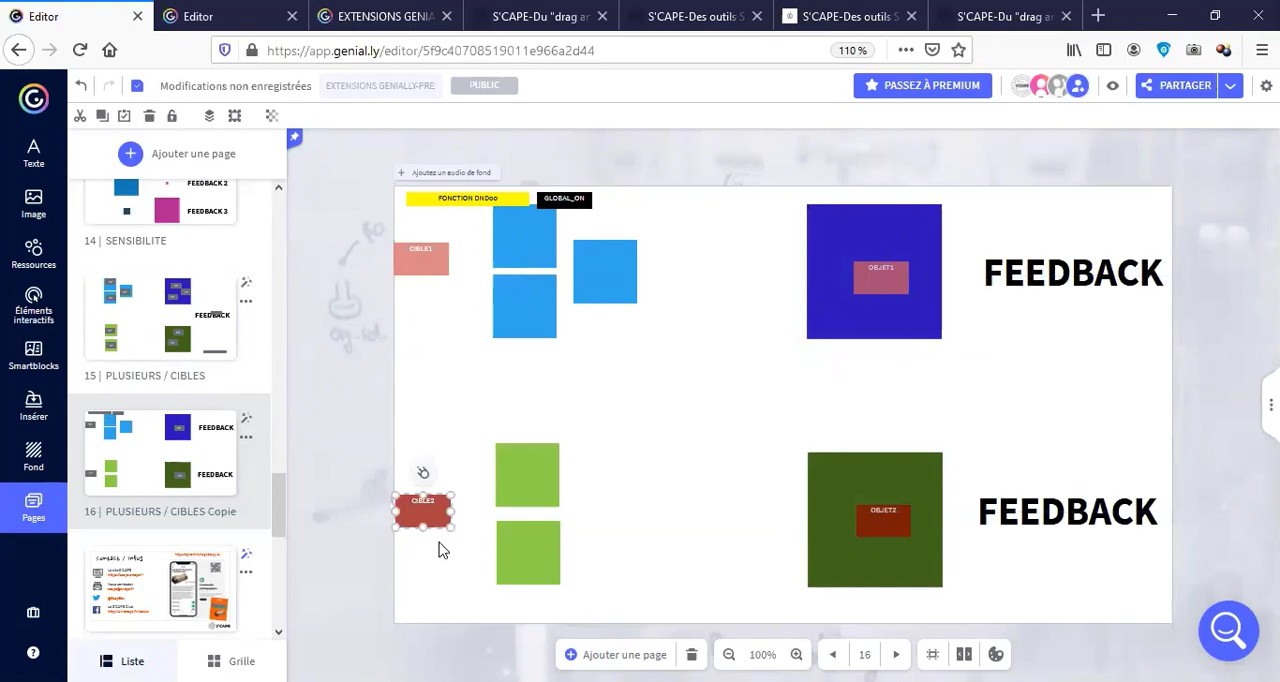 Editor
Editor
EXTENSIONS GENIA
S'CAPE-Du "drag ar
S'CAPE-Des outils S
S'CAPE-Des outils S
S'CAPE-Du "drag ar
https://app.genial.ly/editor/5f9c40708519011e966a2d44
110 %
Modifications non enregistrées
EXTENSIONS GENIALLY-PRE
PUBLIC
PASSEZ À PREMIUM
PARTAGER
Texte
Image
Ressources
Éléments
interactifs
Smartblocks
Insérer
Fond
Pages
Ajouter une page
FEEDBACK 2
FEEDBACK 3
14 | SENSIBILITE
FEEDBACK
15 | PLUSIEURS / CIBLES
FEEDBACK
FEEDBACK
16 | PLUSIEURS / CIBLES Copie
Contact / Infos
Liste
Grille
Ajoutez un audio de fond
FONCTION DND00
GLOBAL_ON
CIBLE1
OBJET1
FEEDBACK
CIBLE2
OBJET2
FEEDBACK
Ajouter une page
100%
16